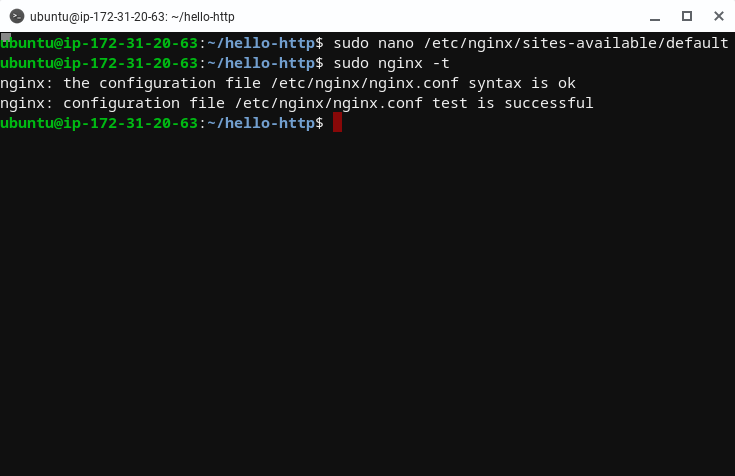 ubuntu@ip-172-31-20-63: ~/hello-http
ubuntu@ip-172-31-20-63:~/hello-http$ sudo nano /etc/nginx/sites-available/default
ubuntu@ip-172-31-20-63:~/hello-http$ sudo nginx -t
nginx: the configuration file /etc/nginx/nginx.conf syntax is ok
nginx: configuration file /etc/nginx/nginx.conf test is successful
ubuntu@ip-172-31-20-63:~/hello-http$